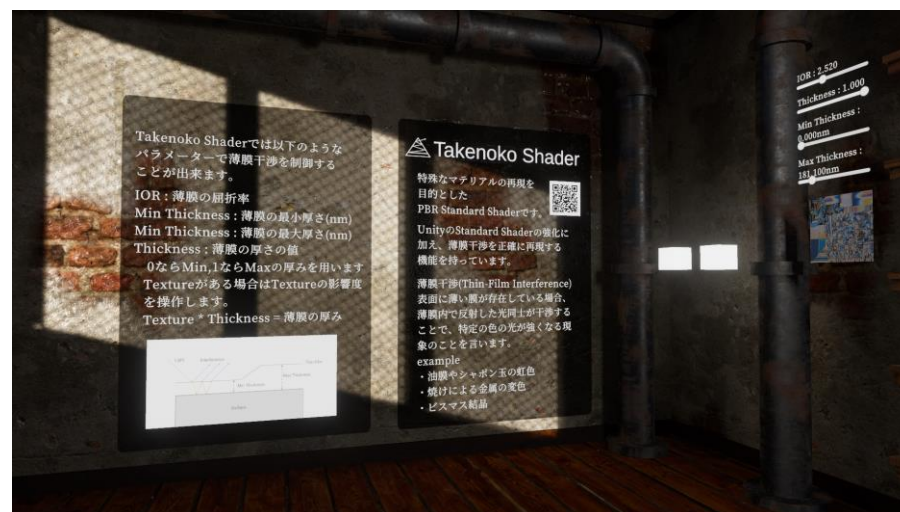 Takenoko Shaderでは以下のような
パラメーターで薄膜干渉を制御する
ことが出来ます。
IOR : 薄膜の屈折率
Min Thickness : 薄膜の最小厚さ(nm)
Min Thickness : 薄膜の最大厚さ(nm)
Thickness : 薄膜の厚さの値
0ならMin,1ならMaxの厚みを用います
Textureがある場合はTextureの影響度
を操作します。
Texture * Thickness = 薄膜の厚み
Light
Interference
Thin Film
Min Thickness
Max Thickness
Takenoko Shader
特殊なマテリアルの再現を
目的とした
PBR Standard Shaderです。
UnityのStandard Shaderの強化に
加え、薄膜干渉を正確に再現する
機能を持っています。
薄膜干渉(Thin-Film Interference)
表面に薄い膜が存在している場合、
薄膜内で反射した光同士が干渉する
ことで、特定の色の光が強くなる現
象のことを言います。
example
・油膜やシャボン玉の虹色
・焼けによる金属の変色
・ビスマス結晶
IOR : 2.520
Thickness : 1.000
Min Thickness :
0.000nm
Max Thickness :
181.100nm